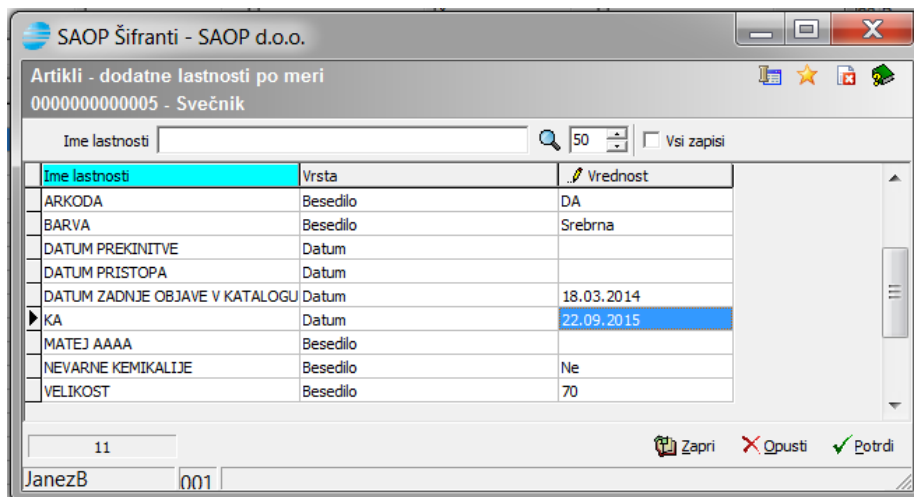 SAOP Šifranti - SAOP d.o.o.
Artikli - dodatne lastnosti po meri
0000000000005 - Svečnik
Ime lastnosti 50 Vsi zapisi
Ime lastnosti Vrsta Vrednost
ARKODA Besedilo DA
BARVA Besedilo Srebrna
DATUM PREKINITVE Datum
DATUM PRISTOPA Datum
DATUM ZADNJE OBJAVE V KATALOGU Datum 18.03.2014
KA Datum 22.09.2015
MATEJ AAAA Besedilo
NEVARNE KEMIKALIJE Besedilo Ne
VELIKOST Besedilo 70
11 Zapri Opusti Potrdi
JanezB 001